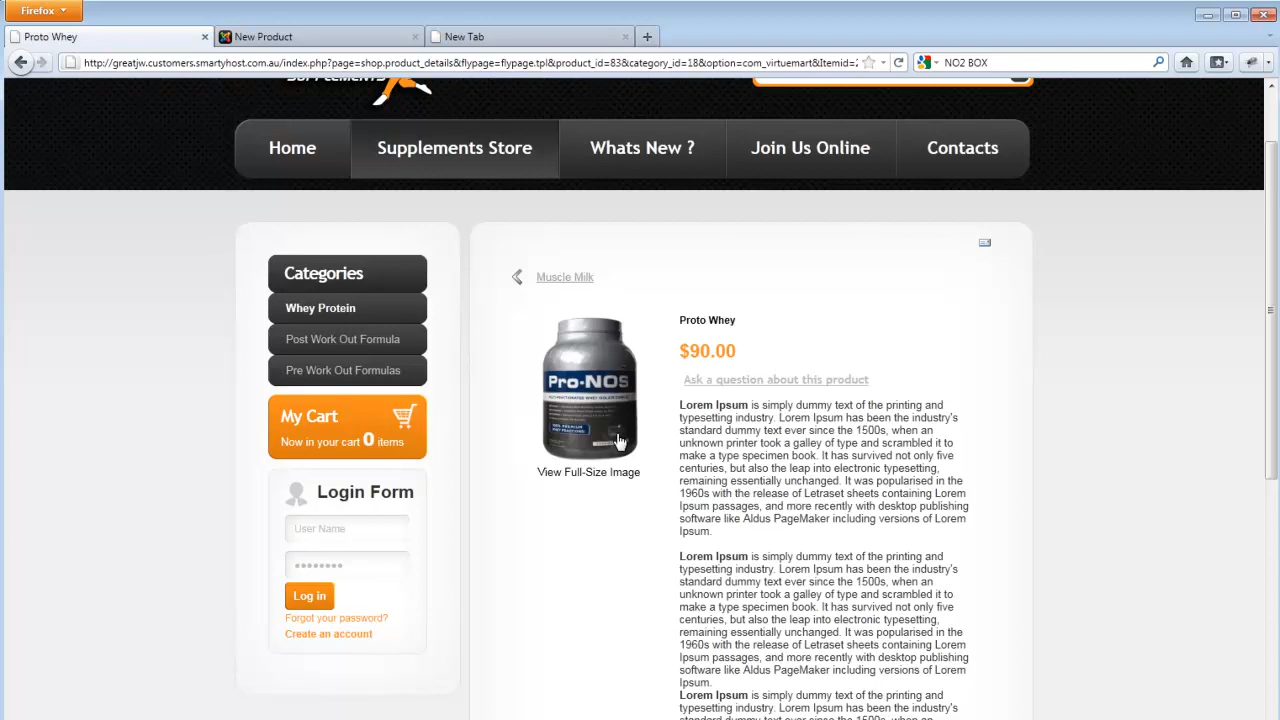 Firefox
Proto Whey
New Product
New Tab
http://greatjw.customers.smartyhost.com.au/index.php?page=shop.product_details&flypage=flypage.tpl&product_id=83&category_id=18&option=com_virtuemart&Itemid=2
NO2 BOX
SUPPLEMENTS
Home
Supplements Store
Whats New ?
Join Us Online
Contacts
Categories
Whey Protein
Post Work Out Formula
Pre Work Out Formulas
My Cart
Now in your cart 0 items
Login Form
User Name
Log in
Forgot your password?
Create an account
Muscle Milk
Pro-NOS
View Full-Size Image
Proto Whey
$90.00
Ask a question about this product
Lorem Ipsum is simply dummy text of the printing and
typesetting industry. Lorem Ipsum has been the industry's
standard dummy text ever since the 1500s, when an
unknown printer took a galley of type and scrambled it to
make a type specimen book. It has survived not only five
centuries, but also the leap into electronic typesetting,
remaining essentially unchanged. It was popularised in the
1960s with the release of Letraset sheets containing Lorem
Ipsum passages, and more recently with desktop publishing
software like Aldus PageMaker including versions of Lorem
Ipsum.
Lorem Ipsum is simply dummy text of the printing and
typesetting industry. Lorem Ipsum has been the industry's
standard dummy text ever since the 1500s, when an
unknown printer took a galley of type and scrambled it to
make a type specimen book. It has survived not only five
centuries, but also the leap into electronic typesetting,
remaining essentially unchanged. It was popularised in the
1960s with the release of Letraset sheets containing Lorem
Ipsum passages, and more recently with desktop publishing
software like Aldus PageMaker including versions of Lorem
Ipsum.
Lorem Ipsum is simply dummy text of the printing and
typesetting industry. Lorem Ipsum has been the industry's